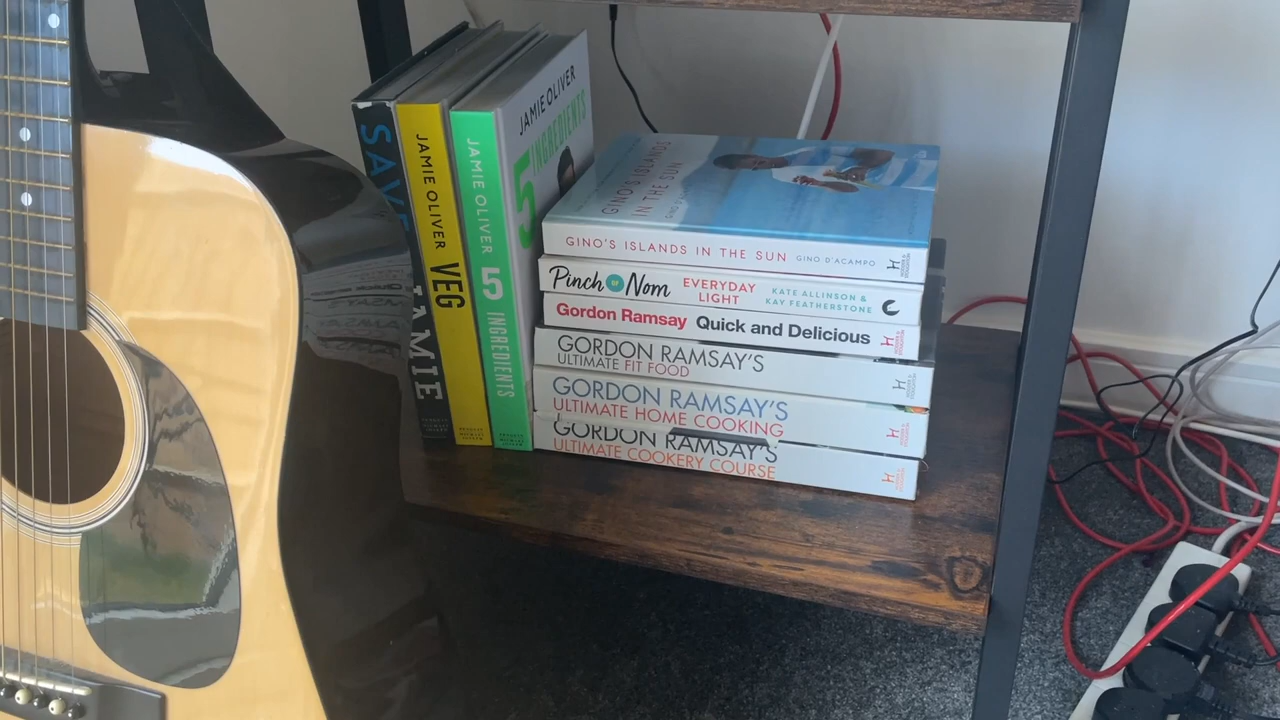 SAVE
JAMIE
JAMIE OLIVER VEG
JAMIE OLIVER 5 INGREDIENTS
JAMIE OLIVER
5 INGREDIENTS
GINO'S ISLANDS
IN THE SUN
GINO'S ISLANDS IN THE SUN GINO D'ACAMPO
Pinch of Nom EVERYDAY LIGHT KATE ALLINSON & KAY FEATHERSTONE
Gordon Ramsay Quick and Delicious
GORDON RAMSAY'S
ULTIMATE FIT FOOD
GORDON RAMSAY'S
ULTIMATE HOME COOKING
GORDON RAMSAY'S
ULTIMATE COOKERY COURSE